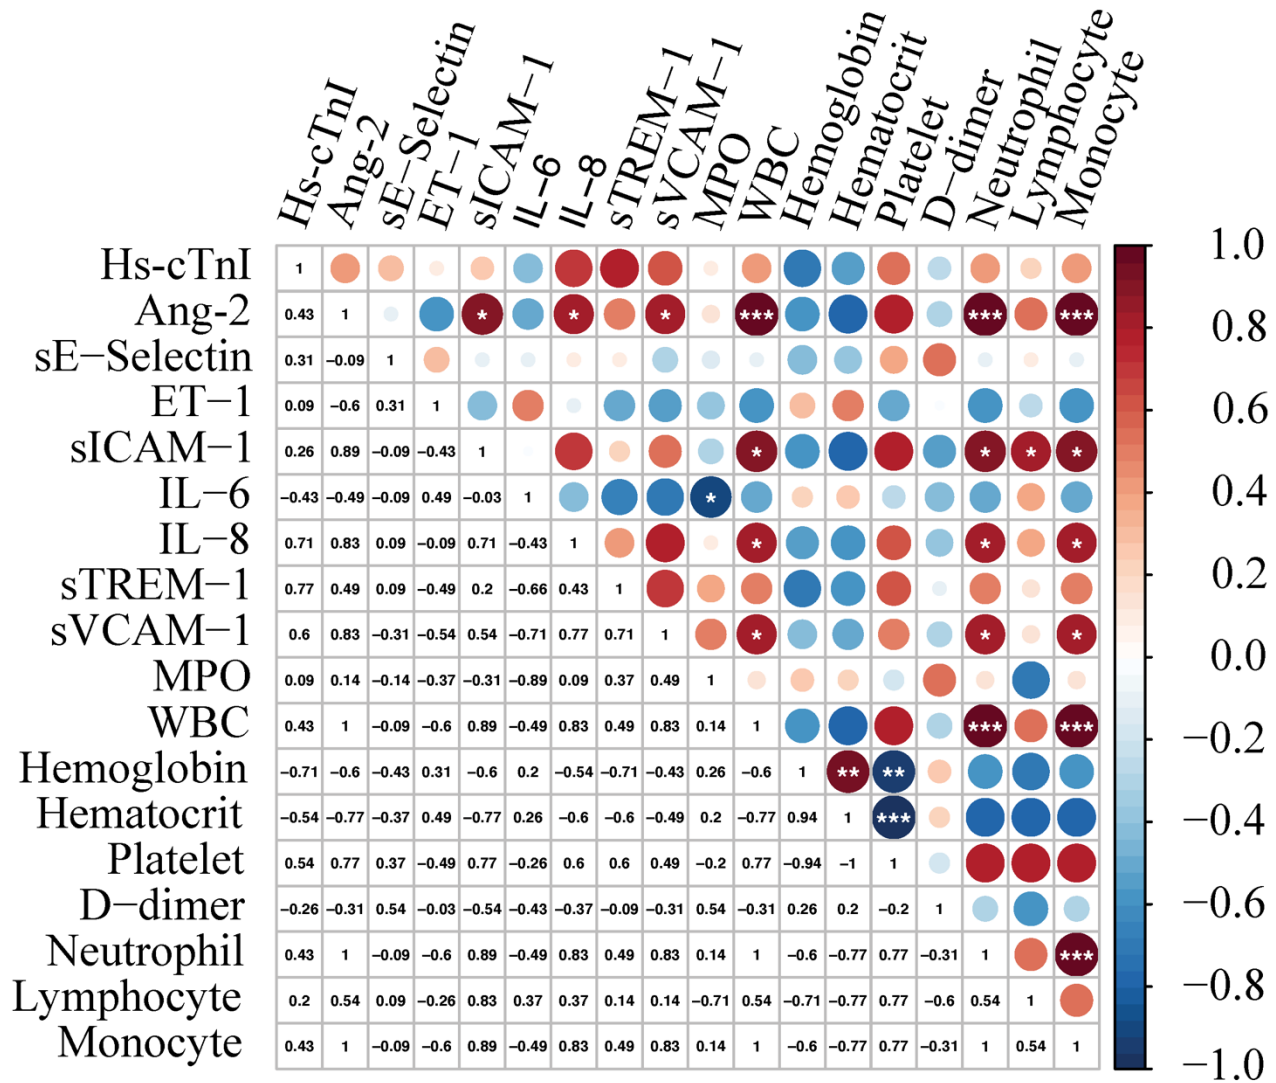 Hs-cTnI Ang-2 sE−Selectin ET−1 sICAM−1 IL−6 IL−8 sTREM−1 sVCAM−1 MPO WBC Hemoglobin Hematocrit Platelet D−dimer Neutrophil Lymphocyte Monocyte
Hs-cTnI 1
Ang-2 0.43 1 * * * *** *** ***
sE−Selectin 0.31 −0.09 1
ET−1 0.09 −0.6 0.31 1
sICAM−1 0.26 0.89 −0.09 −0.43 1 * * * *
IL−6 −0.43 −0.49 −0.09 0.49 −0.03 1 *
IL−8 0.71 0.83 0.09 −0.09 0.71 −0.43 1 * * *
sTREM−1 0.77 0.49 0.09 −0.49 0.2 −0.66 0.43 1
sVCAM−1 0.6 0.83 −0.31 −0.54 0.54 −0.71 0.77 0.71 1 * * *
MPO 0.09 0.14 −0.14 −0.37 −0.31 −0.89 0.09 0.37 0.49 1
WBC 0.43 1 −0.09 −0.6 0.89 −0.49 0.83 0.49 0.83 0.14 1 *** ***
Hemoglobin −0.71 −0.6 −0.43 0.31 −0.6 0.2 −0.54 −0.71 −0.43 0.26 −0.6 1 ** **
Hematocrit −0.54 −0.77 −0.37 0.49 −0.77 0.26 −0.6 −0.6 −0.49 0.2 −0.77 0.94 1 ***
Platelet 0.54 0.77 0.37 −0.49 0.77 −0.26 0.6 0.6 0.49 −0.2 0.77 −0.94 −1 1
D−dimer −0.26 −0.31 0.54 −0.03 −0.54 −0.43 −0.37 −0.09 −0.31 0.54 −0.31 0.26 0.2 −0.2 1
Neutrophil 0.43 1 −0.09 −0.6 0.89 −0.49 0.83 0.49 0.83 0.14 1 −0.6 −0.77 0.77 −0.31 1 ***
Lymphocyte 0.2 0.54 0.09 −0.26 0.83 0.37 0.37 0.14 0.14 −0.71 0.54 −0.71 −0.77 0.77 −0.6 0.54 1
Monocyte 0.43 1 −0.09 −0.6 0.89 −0.49 0.83 0.49 0.83 0.14 1 −0.6 −0.77 0.77 −0.31 1 0.54 1
1.0
0.8
0.6
0.4
0.2
0.0
−0.2
−0.4
−0.6
−0.8
−1.0